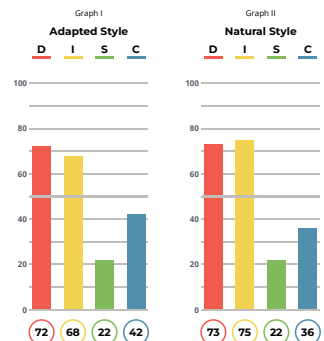 Graph I
Adapted Style
D I S C
100
80
60
40
20
0
72 68 22 42
Graph II
Natural Style
D I S C
100
80
60
40
20
0
73 75 22 36